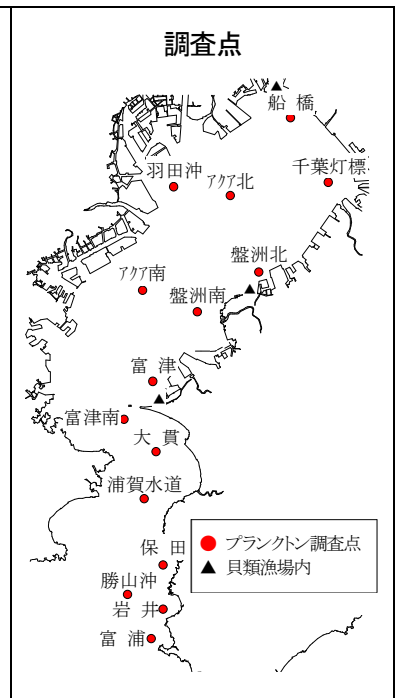 調査点
船 橋
千葉灯標
羽田沖
アクア北
盤洲北
アクア南
盤洲南
富 津
富津南
大 貫
浦賀水道
保 田
勝山沖
岩 井
富 浦
プランクトン調査点
貝類漁場内